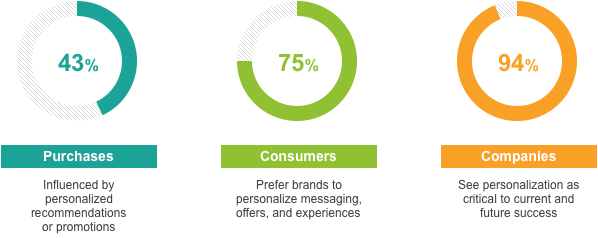 43%
75%
94%
Purchases
Consumers
Companies
Influenced by
personalized
recommendations
or promotions
Prefer brands to
personalize messaging,
offers, and experiences
See personalization as
critical to current and
future success